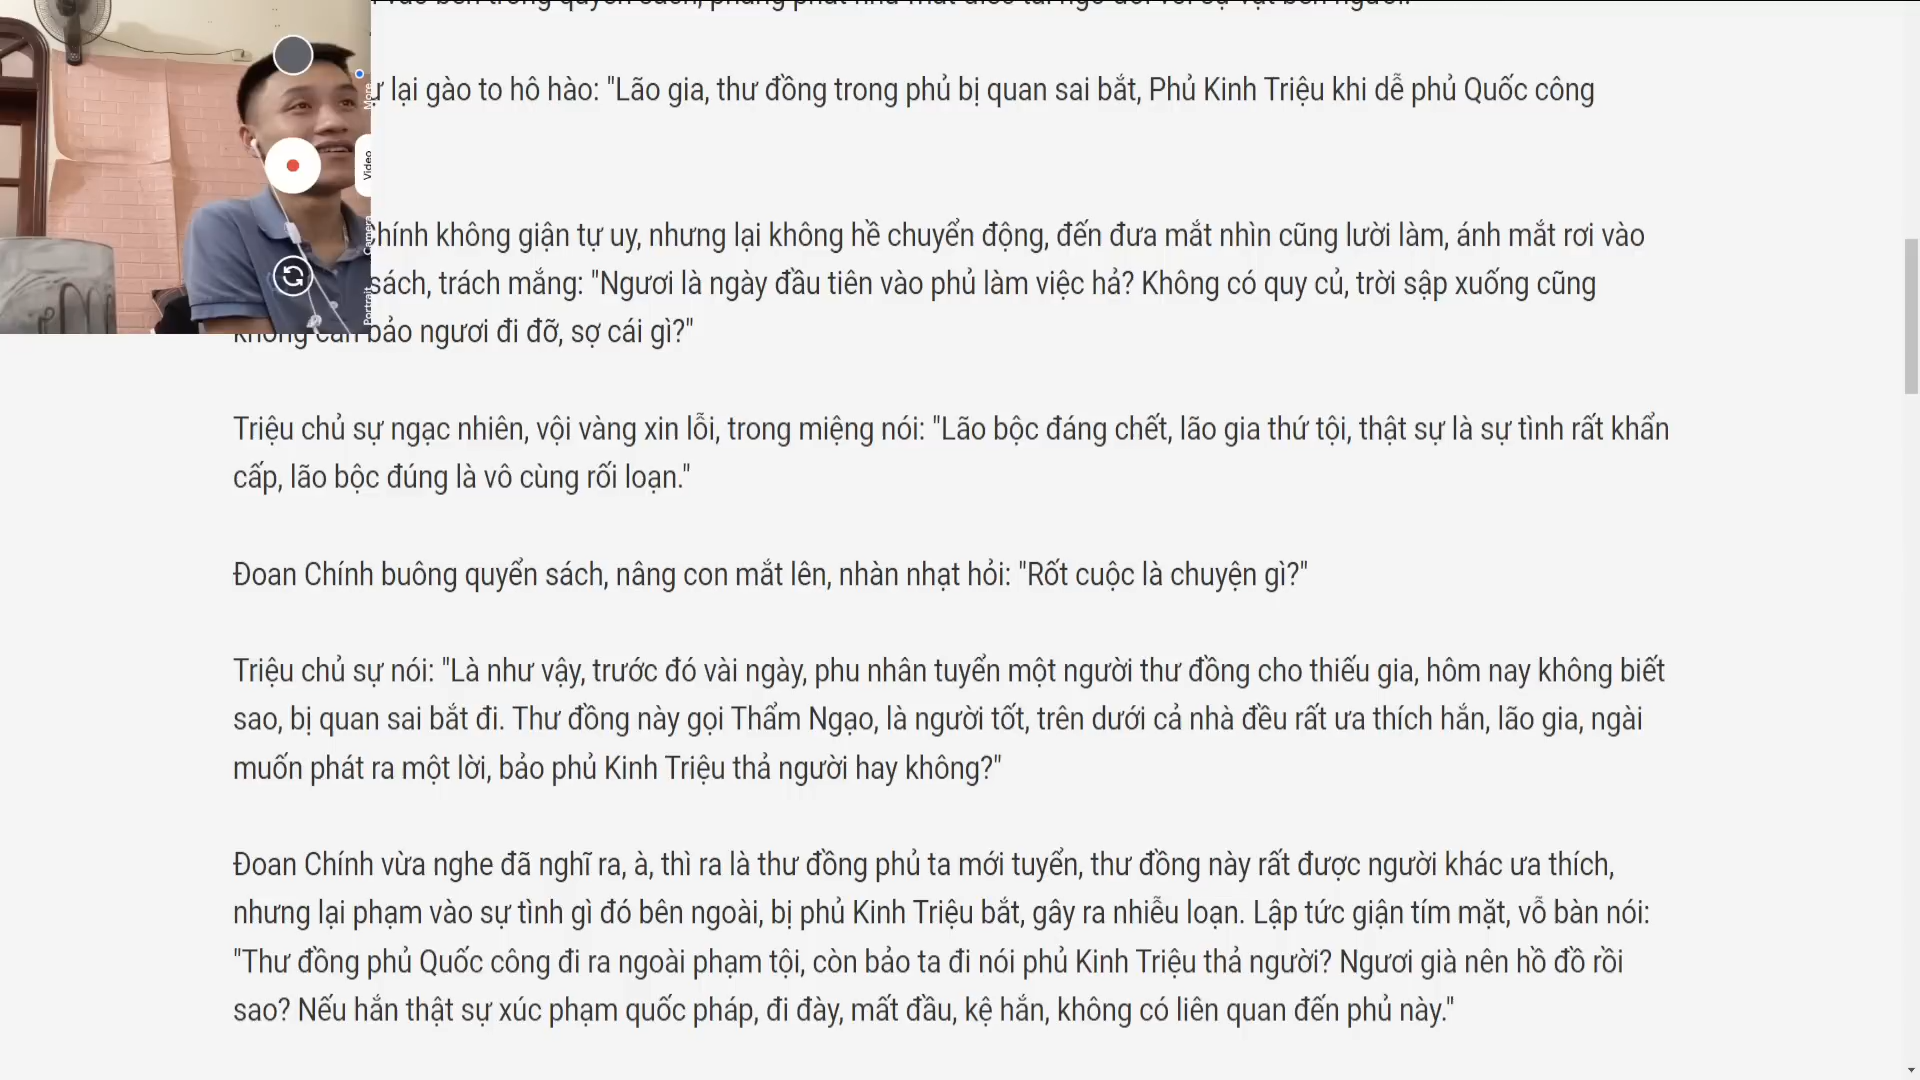 lại gào to hô hào: "Lão gia, thư đồng trong phủ bị quan sai bắt, Phủ Kinh Triệu khi dễ phủ Quốc công
More
Video
Camera
Portrait
không giận tự uy, nhưng lại không hề chuyển động, đến đưa mắt nhìn cũng lười làm, ánh mắt rơi vào
sách, trách mắng: "Ngươi là ngày đầu tiên vào phủ làm việc hả? Không có quy củ, trời sập xuống cũng
không cần bảo ngươi đi đỡ, sợ cái gì?"
Triệu chủ sự ngạc nhiên, vội vàng xin lỗi, trong miệng nói: "Lão bộc đáng chết, lão gia thứ tội, thật sự là sự tình rất khẩn
cấp, lão bộc đúng là vô cùng rối loạn."
Đoan Chính buông quyển sách, nâng con mắt lên, nhàn nhạt hỏi: "Rốt cuộc là chuyện gì?"
Triệu chủ sự nói: "Là như vậy, trước đó vài ngày, phu nhân tuyển một người thư đồng cho thiếu gia, hôm nay không biết
sao, bị quan sai bắt đi. Thư đồng này gọi Thẩm Ngạo, là người tốt, trên dưới cả nhà đều rất ưa thích hắn, lão gia, ngài
muốn phát ra một lời, bảo phủ Kinh Triệu thả người hay không?"
Đoan Chính vừa nghe đã nghĩ ra, à, thì ra là thư đồng phủ ta mới tuyển, thư đồng này rất được người khác ưa thích,
nhưng lại phạm vào sự tình gì đó bên ngoài, bị phủ Kinh Triệu bắt, gây ra nhiễu loạn. Lập tức giận tím mặt, vỗ bàn nói:
"Thư đồng phủ Quốc công đi ra ngoài phạm tội, còn bảo ta đi nói phủ Kinh Triệu thả người? Ngươi già nên hồ đồ rồi
sao? Nếu hắn thật sự xúc phạm quốc pháp, đi đày, mất đầu, kệ hắn, không có liên quan đến phủ này."